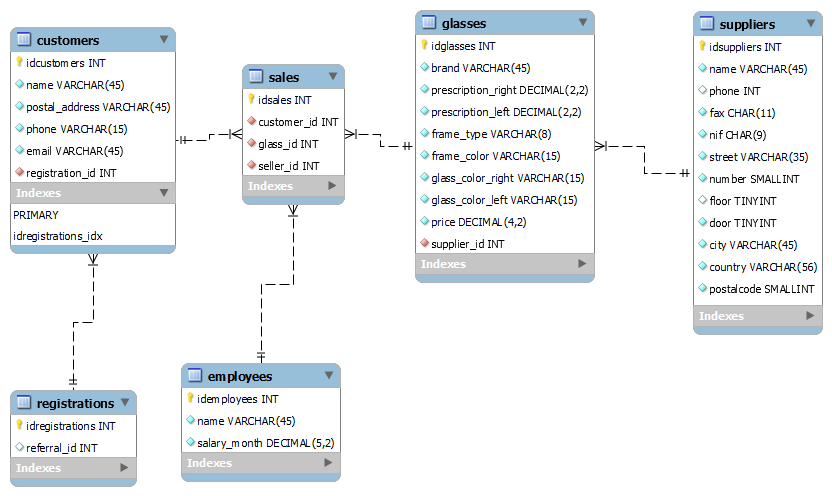 customers
idcustomers INT
name VARCHAR(45)
postal_address VARCHAR(45)
phone VARCHAR(15)
email VARCHAR(45)
registration_id INT
Indexes
PRIMARY
idregistrations_idx
sales
idsales INT
customer_id INT
glass_id INT
seller_id INT
Indexes
glasses
idglasses INT
brand VARCHAR(45)
prescription_right DECIMAL(2,2)
prescription_left DECIMAL(2,2)
frame_type VARCHAR(8)
frame_color VARCHAR(15)
glass_color_right VARCHAR(15)
glass_color_left VARCHAR(15)
price DECIMAL(4,2)
supplier_id INT
Indexes
suppliers
idsuppliers INT
name VARCHAR(45)
phone INT
fax CHAR(11)
nif CHAR(9)
street VARCHAR(35)
number SMALLINT
floor TINYINT
door TINYINT
city VARCHAR(45)
country VARCHAR(56)
postalcode SMALLINT
Indexes
registrations
idregistrations INT
referral_id INT
Indexes
employees
idemployees INT
name VARCHAR(45)
salary_month DECIMAL(5,2)
Indexes